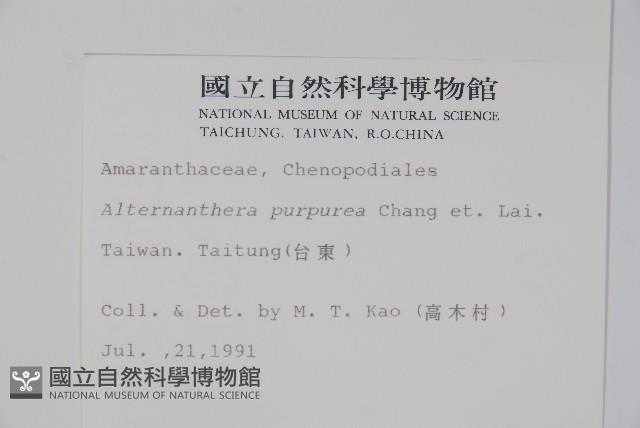 國立自然科學博物館
NATIONAL MUSEUM OF NATURAL SCIENCE
TAICHUNG. TAIWAN, R.O.CHINA
Amaranthaceae, Chenopodiales
Alternanthera purpurea Chang et. Lai.
Taiwan. Taitung(台東)
Coll. & Det. by M. T. Kao (高木村)
Jul. ,21,1991
國立自然科學博物館
NATIONAL MUSEUM OF NATURAL SCIENCE